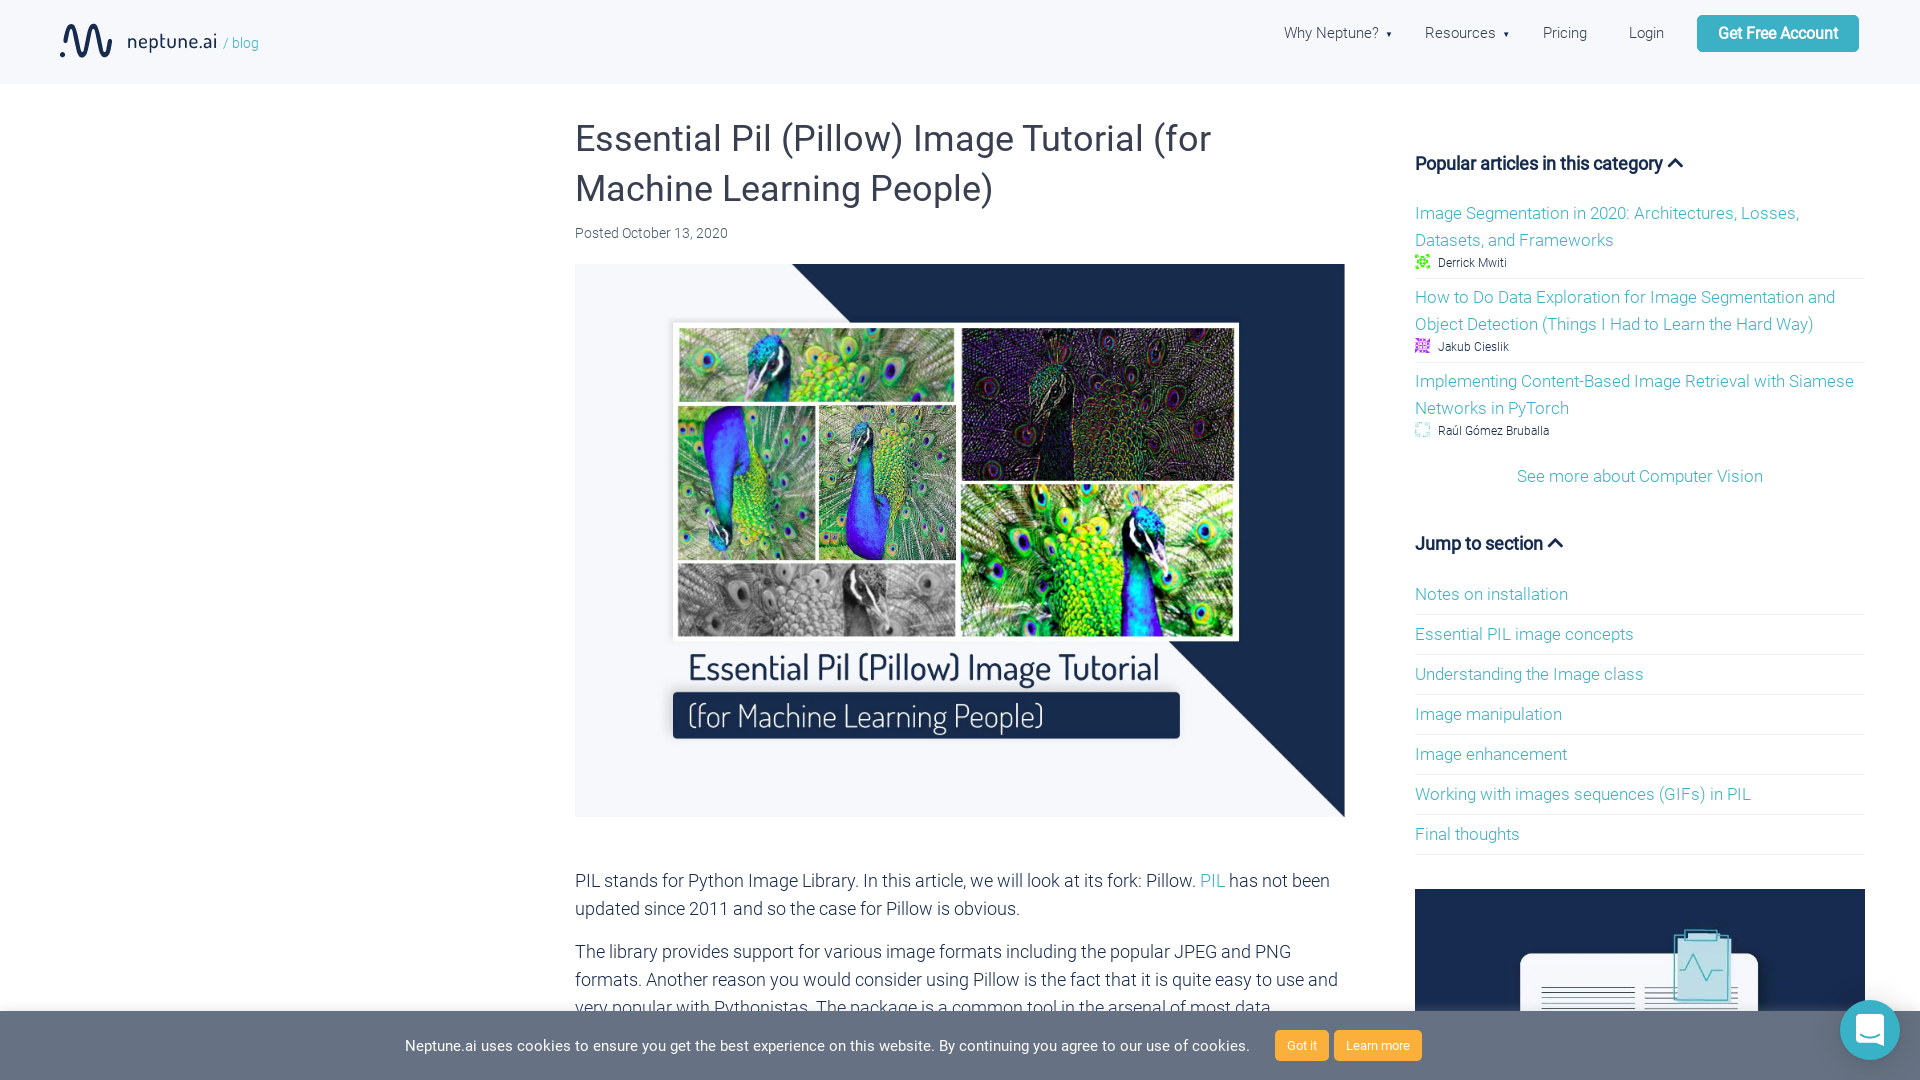 neptune.ai / blog
Why Neptune? ▾ Resources ▾ Pricing Login Get Free Account
Essential Pil (Pillow) Image Tutorial (for
Machine Learning People)
Posted October 13, 2020
Essential Pil (Pillow) Image Tutorial
(for Machine Learning People)
PIL stands for Python Image Library. In this article, we will look at its fork: Pillow. PIL has not been
updated since 2011 and so the case for Pillow is obvious.
The library provides support for various image formats including the popular JPEG and PNG
formats. Another reason you would consider using Pillow is the fact that it is quite easy to use and
very popular with Pythonistas. The package is a common tool in the arsenal of most data
Popular articles in this category
Image Segmentation in 2020: Architectures, Losses,
Datasets, and Frameworks
Derrick Mwiti
How to Do Data Exploration for Image Segmentation and
Object Detection (Things I Had to Learn the Hard Way)
Jakub Cieslik
Implementing Content-Based Image Retrieval with Siamese
Networks in PyTorch
Raúl Gómez Bruballa
See more about Computer Vision
Jump to section
Notes on installation
Essential PIL image concepts
Understanding the Image class
Image manipulation
Image enhancement
Working with images sequences (GIFs) in PIL
Final thoughts
Neptune.ai uses cookies to ensure you get the best experience on this website. By continuing you agree to our use of cookies. Got it Learn more